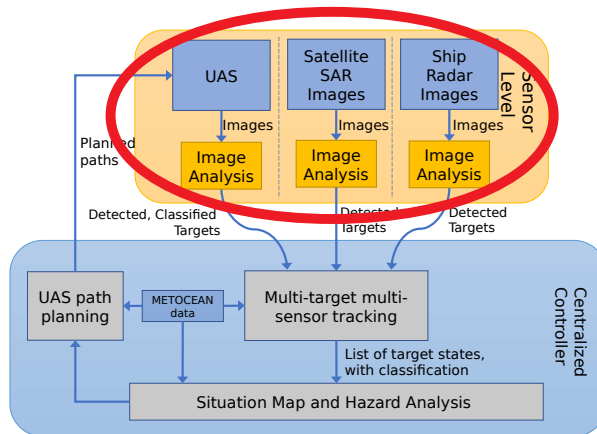 UAS
Satellite
SAR
Images
Ship
Radar
Images
Sensor
Level
Images
Images
Images
Planned
paths
Image
Analysis
Image
Analysis
Image
Analysis
Detected, Classified
Targets
Detected
Targets
Detected
Targets
UAS path
planning
METOCEAN
data
Multi-target multi-
sensor tracking
Centralized
Controller
List of target states,
with classification
Situation Map and Hazard Analysis